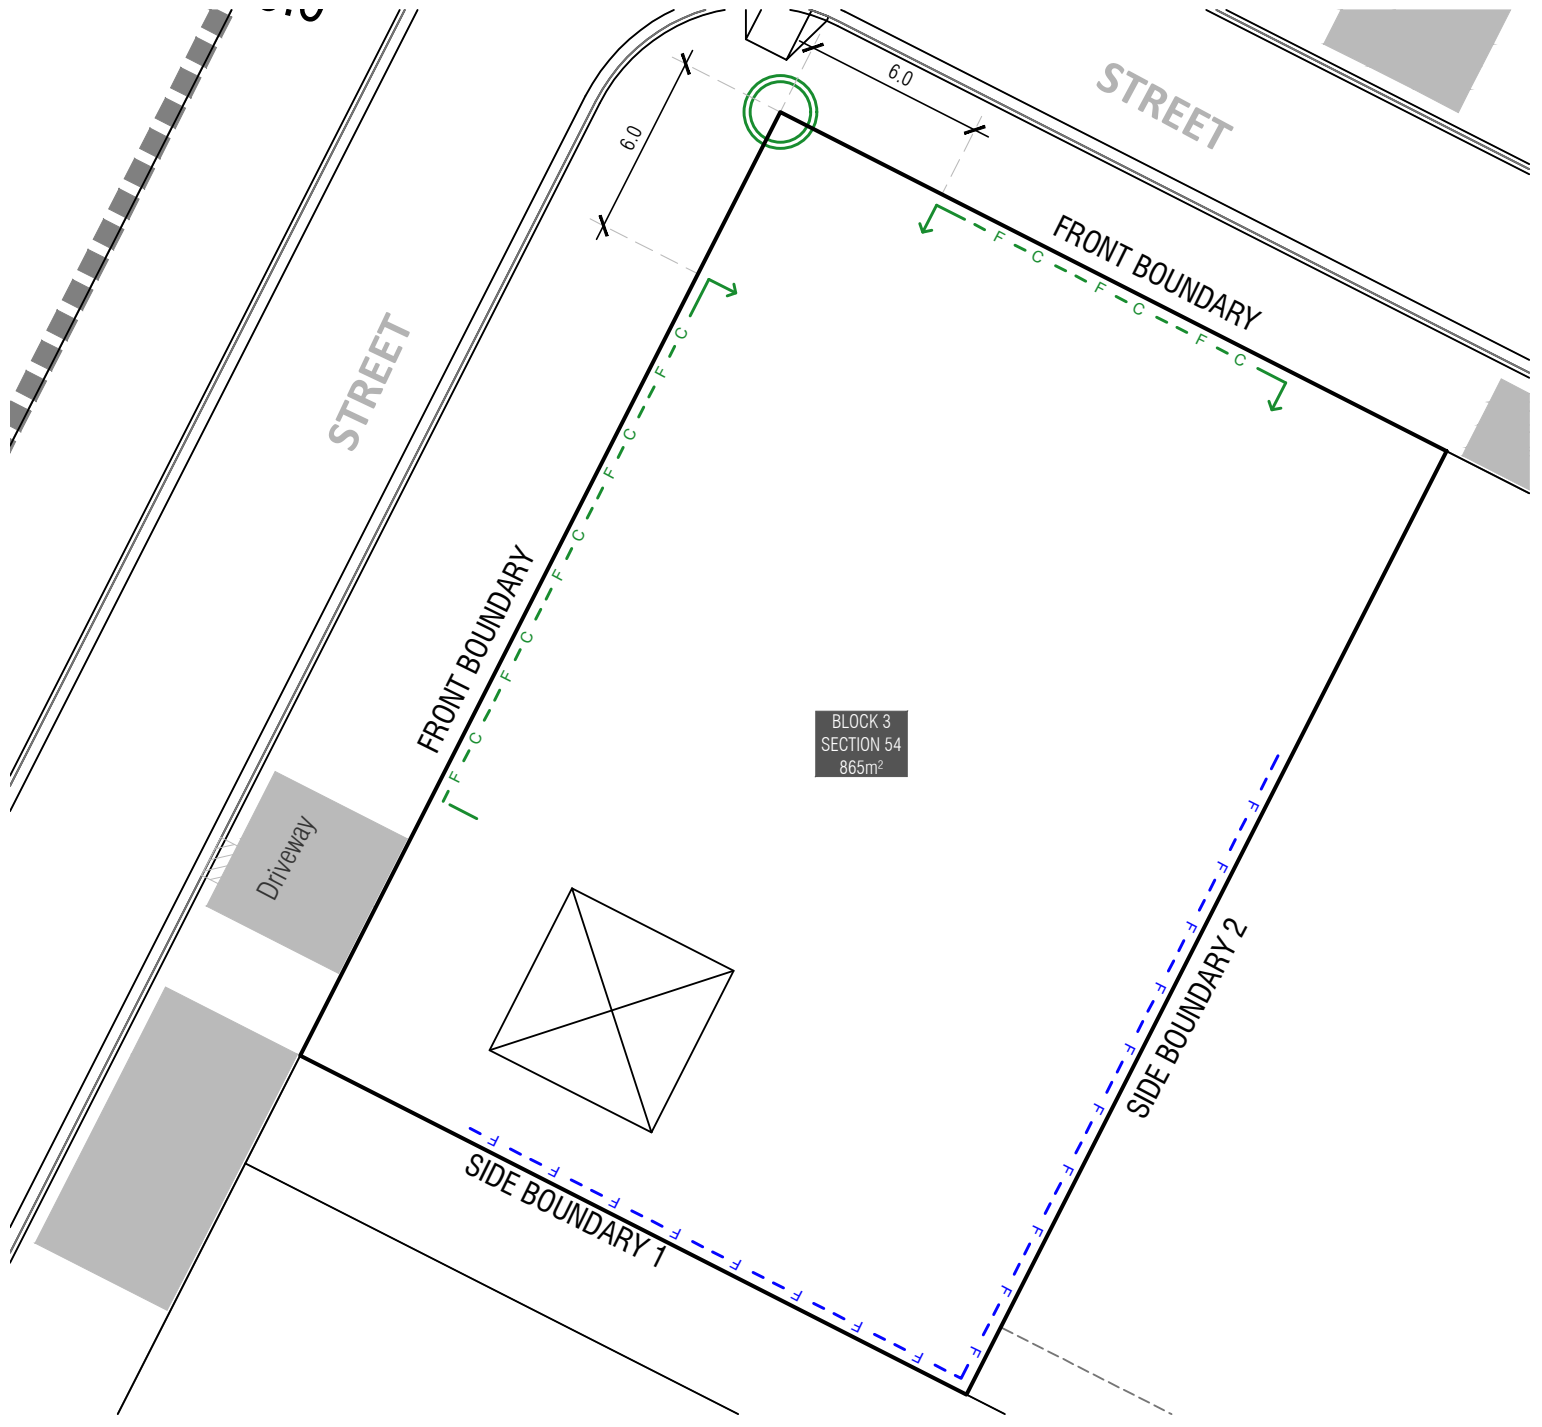 6.0
STREET
6.0
FRONT BOUNDARY
F C F C F C
STREET
C F C F C F C F C F
FRONT BOUNDARY
BLOCK 3
SECTION 54
865m²
Driveway
F F F F F F F F F F
SIDE BOUNDARY 2
F F F F F F F F
SIDE BOUNDARY 1